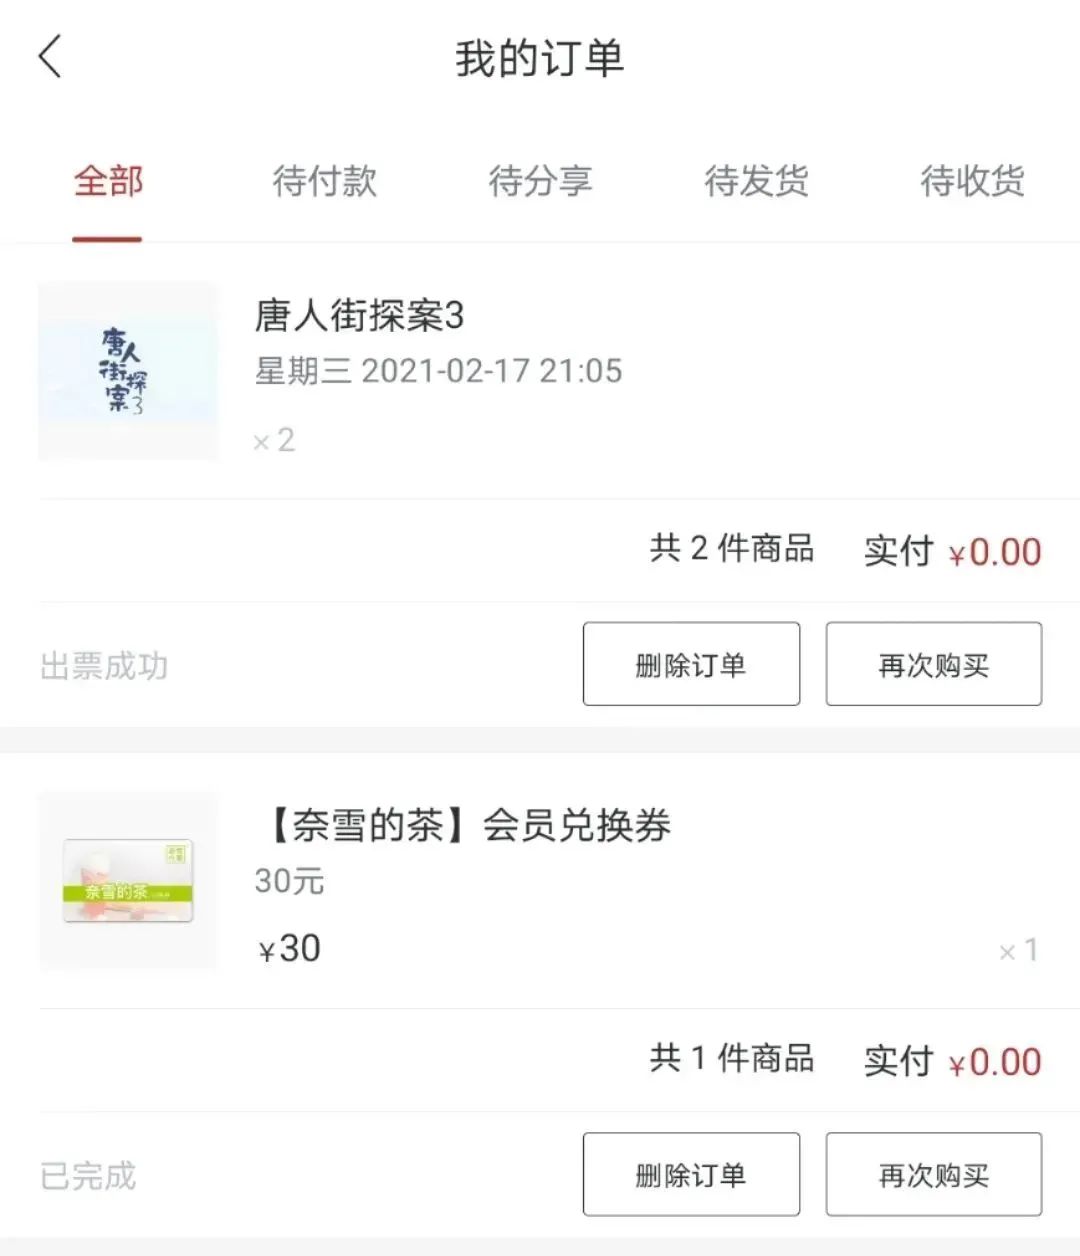 我的订单
全部 待付款 待分享 待发货 待收货
唐人街探案3
唐人街探案3
星期三 2021-02-17 21:05
×2
共 2 件商品 实付 ¥0.00
出票成功 删除订单 再次购买
【奈雪的茶】会员兑换券
奈雪的茶
30元
¥30 ×1
共 1 件商品 实付 ¥0.00
已完成 删除订单 再次购买